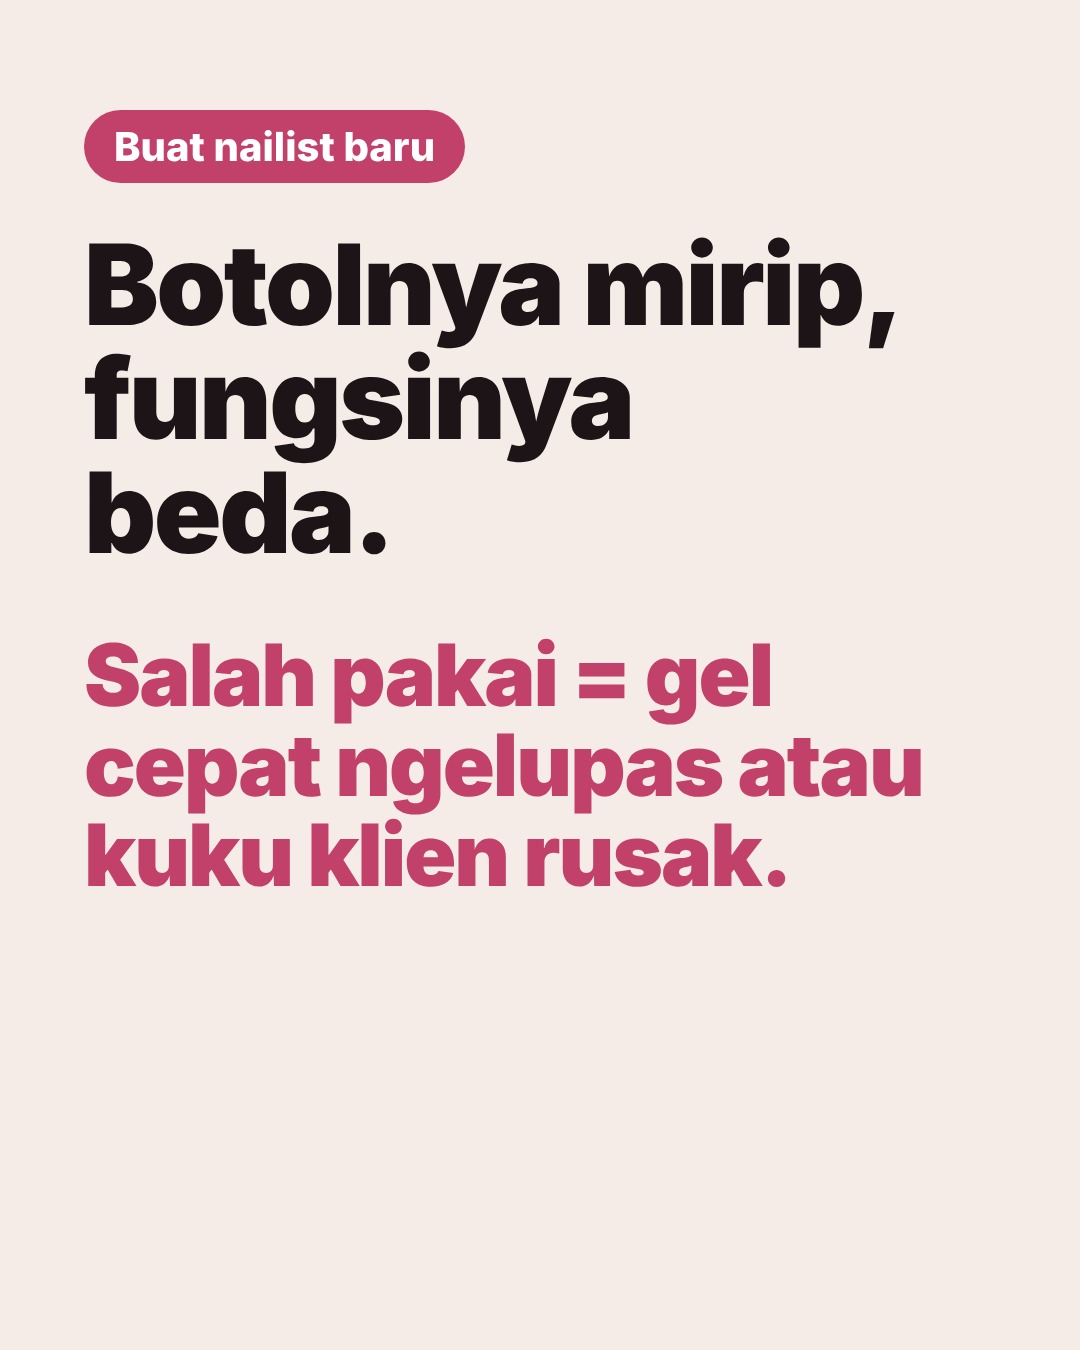 Buat nailist baru
Botolnya mirip,
fungsinya
beda.
Salah pakai = gel
cepat ngelupas atau
kuku klien rusak.